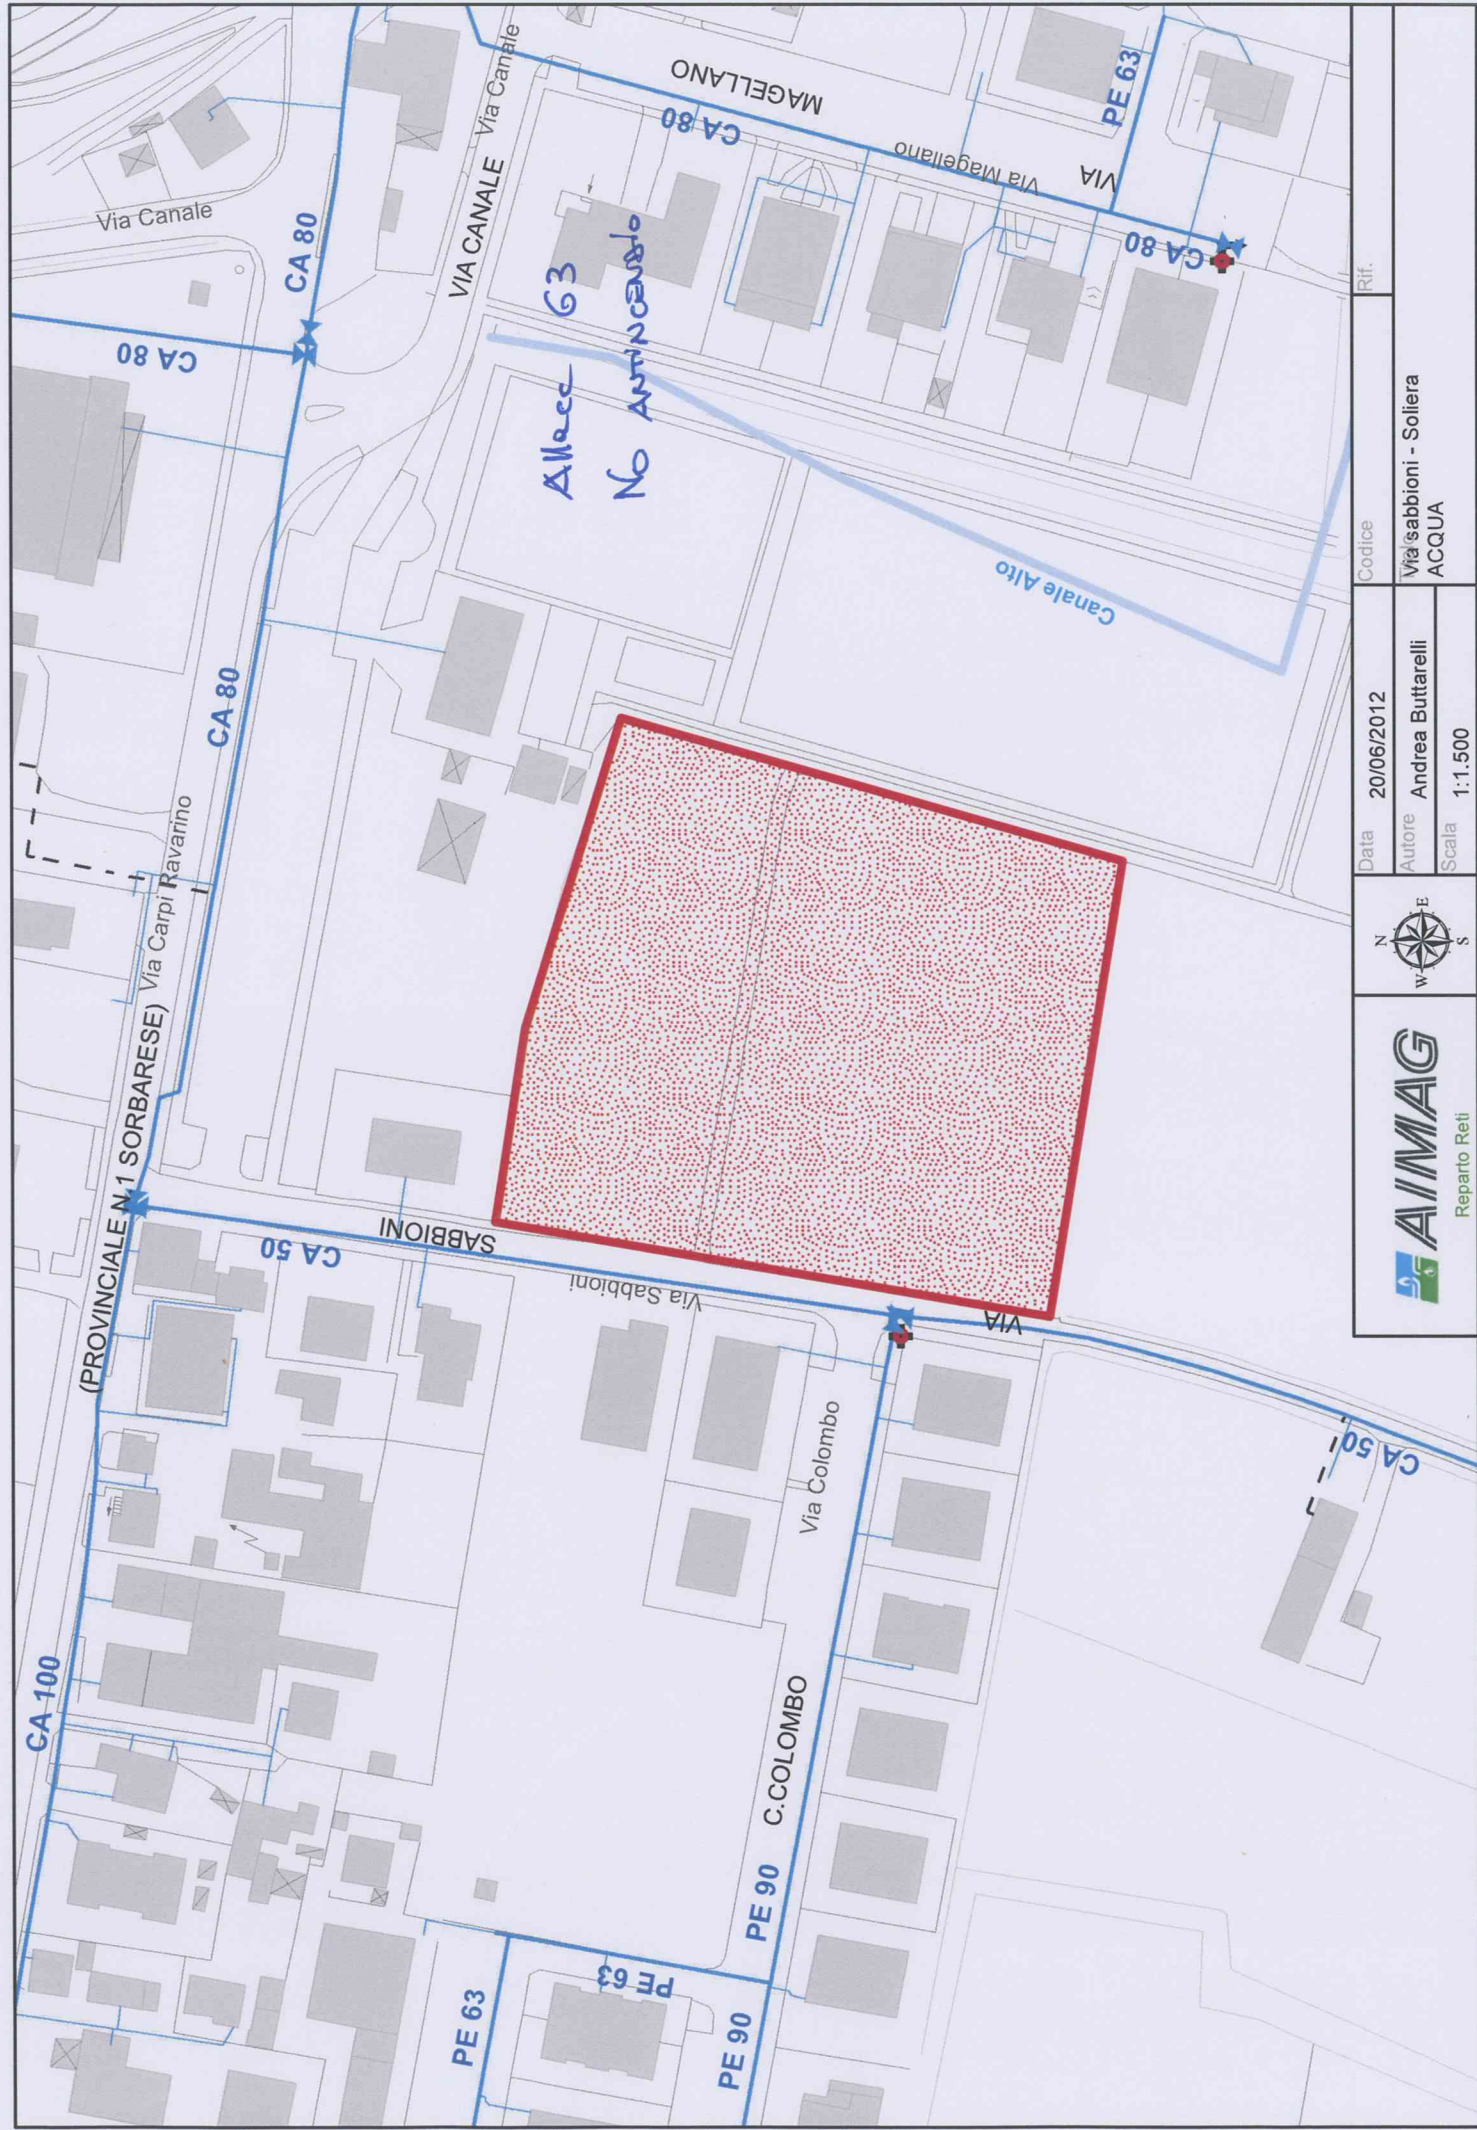 CA 100
(PROVINCIALE N.1 SORBARESE)
Via Carpi Ravarino
CA 80
CA 80
CA 80
Via Canale
VIA CANALE
Via Canale
CA 50
SABBIONI
Via Sabbioni
VIA
CA 50
MAGELLANO
CA 80
Via Magellano
VIA
CA 80
PE 63
Allacc 63
No ANTINCENDIO
Canale Alto
Via Colombo
C.COLOMBO
PE 90
PE 90
PE 63
PE 63
AIMAG
Reparto Reti
N
W
E
S
Data
20/06/2012
Autore
Andrea Buttarelli
Scala
1:1.500
Codice
Rif.
Via sabbioni - Soliera
ACQUA